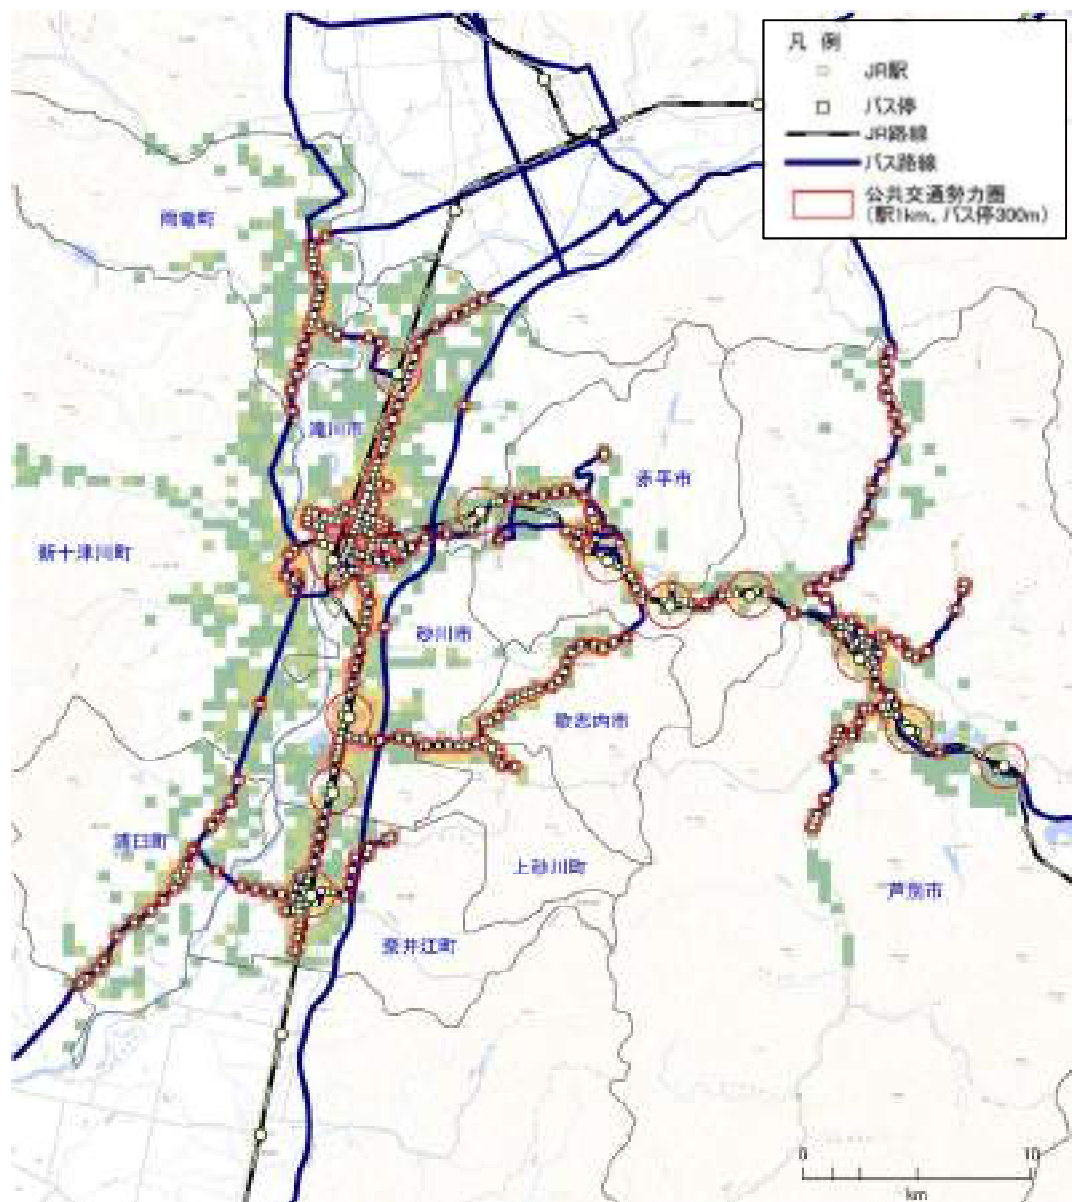 凡 例
JR駅
バス停
JR路線
バス路線
公共交通勢力圏
(駅1km、バス停300m)
雨竜町
滝川市
赤平市
新十津川町
砂川市
歌志内市
浦臼町
上砂川町
芦別市
奈井江町
0 10
km